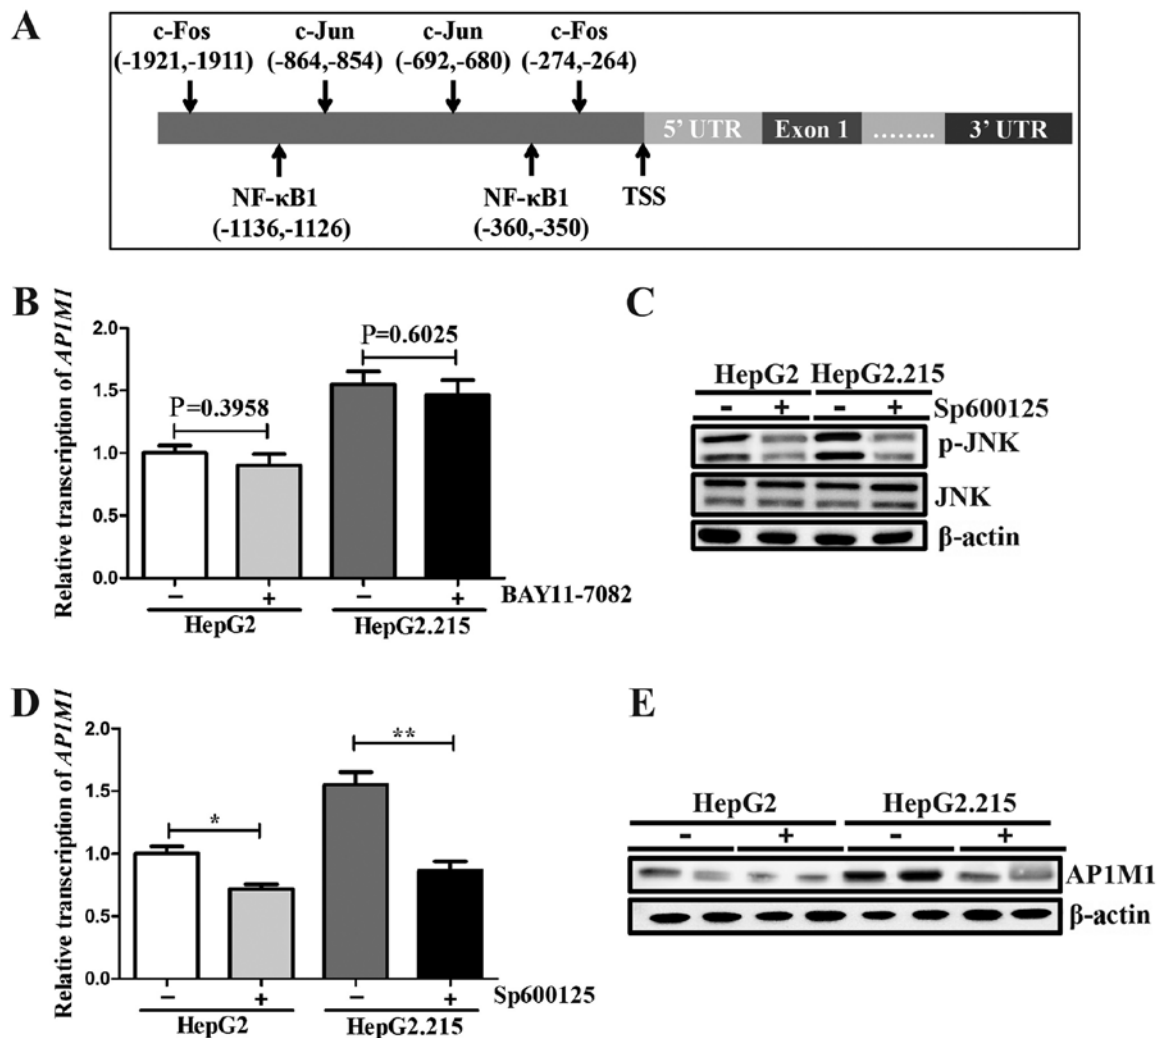 A
c-Fos c-Jun c-Jun c-Fos
(-1921,-1911) (-864,-854) (-692,-680) (-274,-264)
5' UTR Exon 1 …….. 3' UTR
NF-κB1 NF-κB1 TSS
(-1136,-1126) (-360,-350)
B
Relative transcription of AP1M1
2.0
1.5
1.0
0.5
0.0
P=0.3958
P=0.6025
− + − + BAY11-7082
HepG2 HepG2.215
C
HepG2 HepG2.215
- + - + Sp600125
p-JNK
JNK
β-actin
D
Relative transcription of AP1M1
2.0
1.5
1.0
0.5
0.0
*
**
− + − + Sp600125
HepG2 HepG2.215
E
HepG2 HepG2.215
- + - +
AP1M1
β-actin